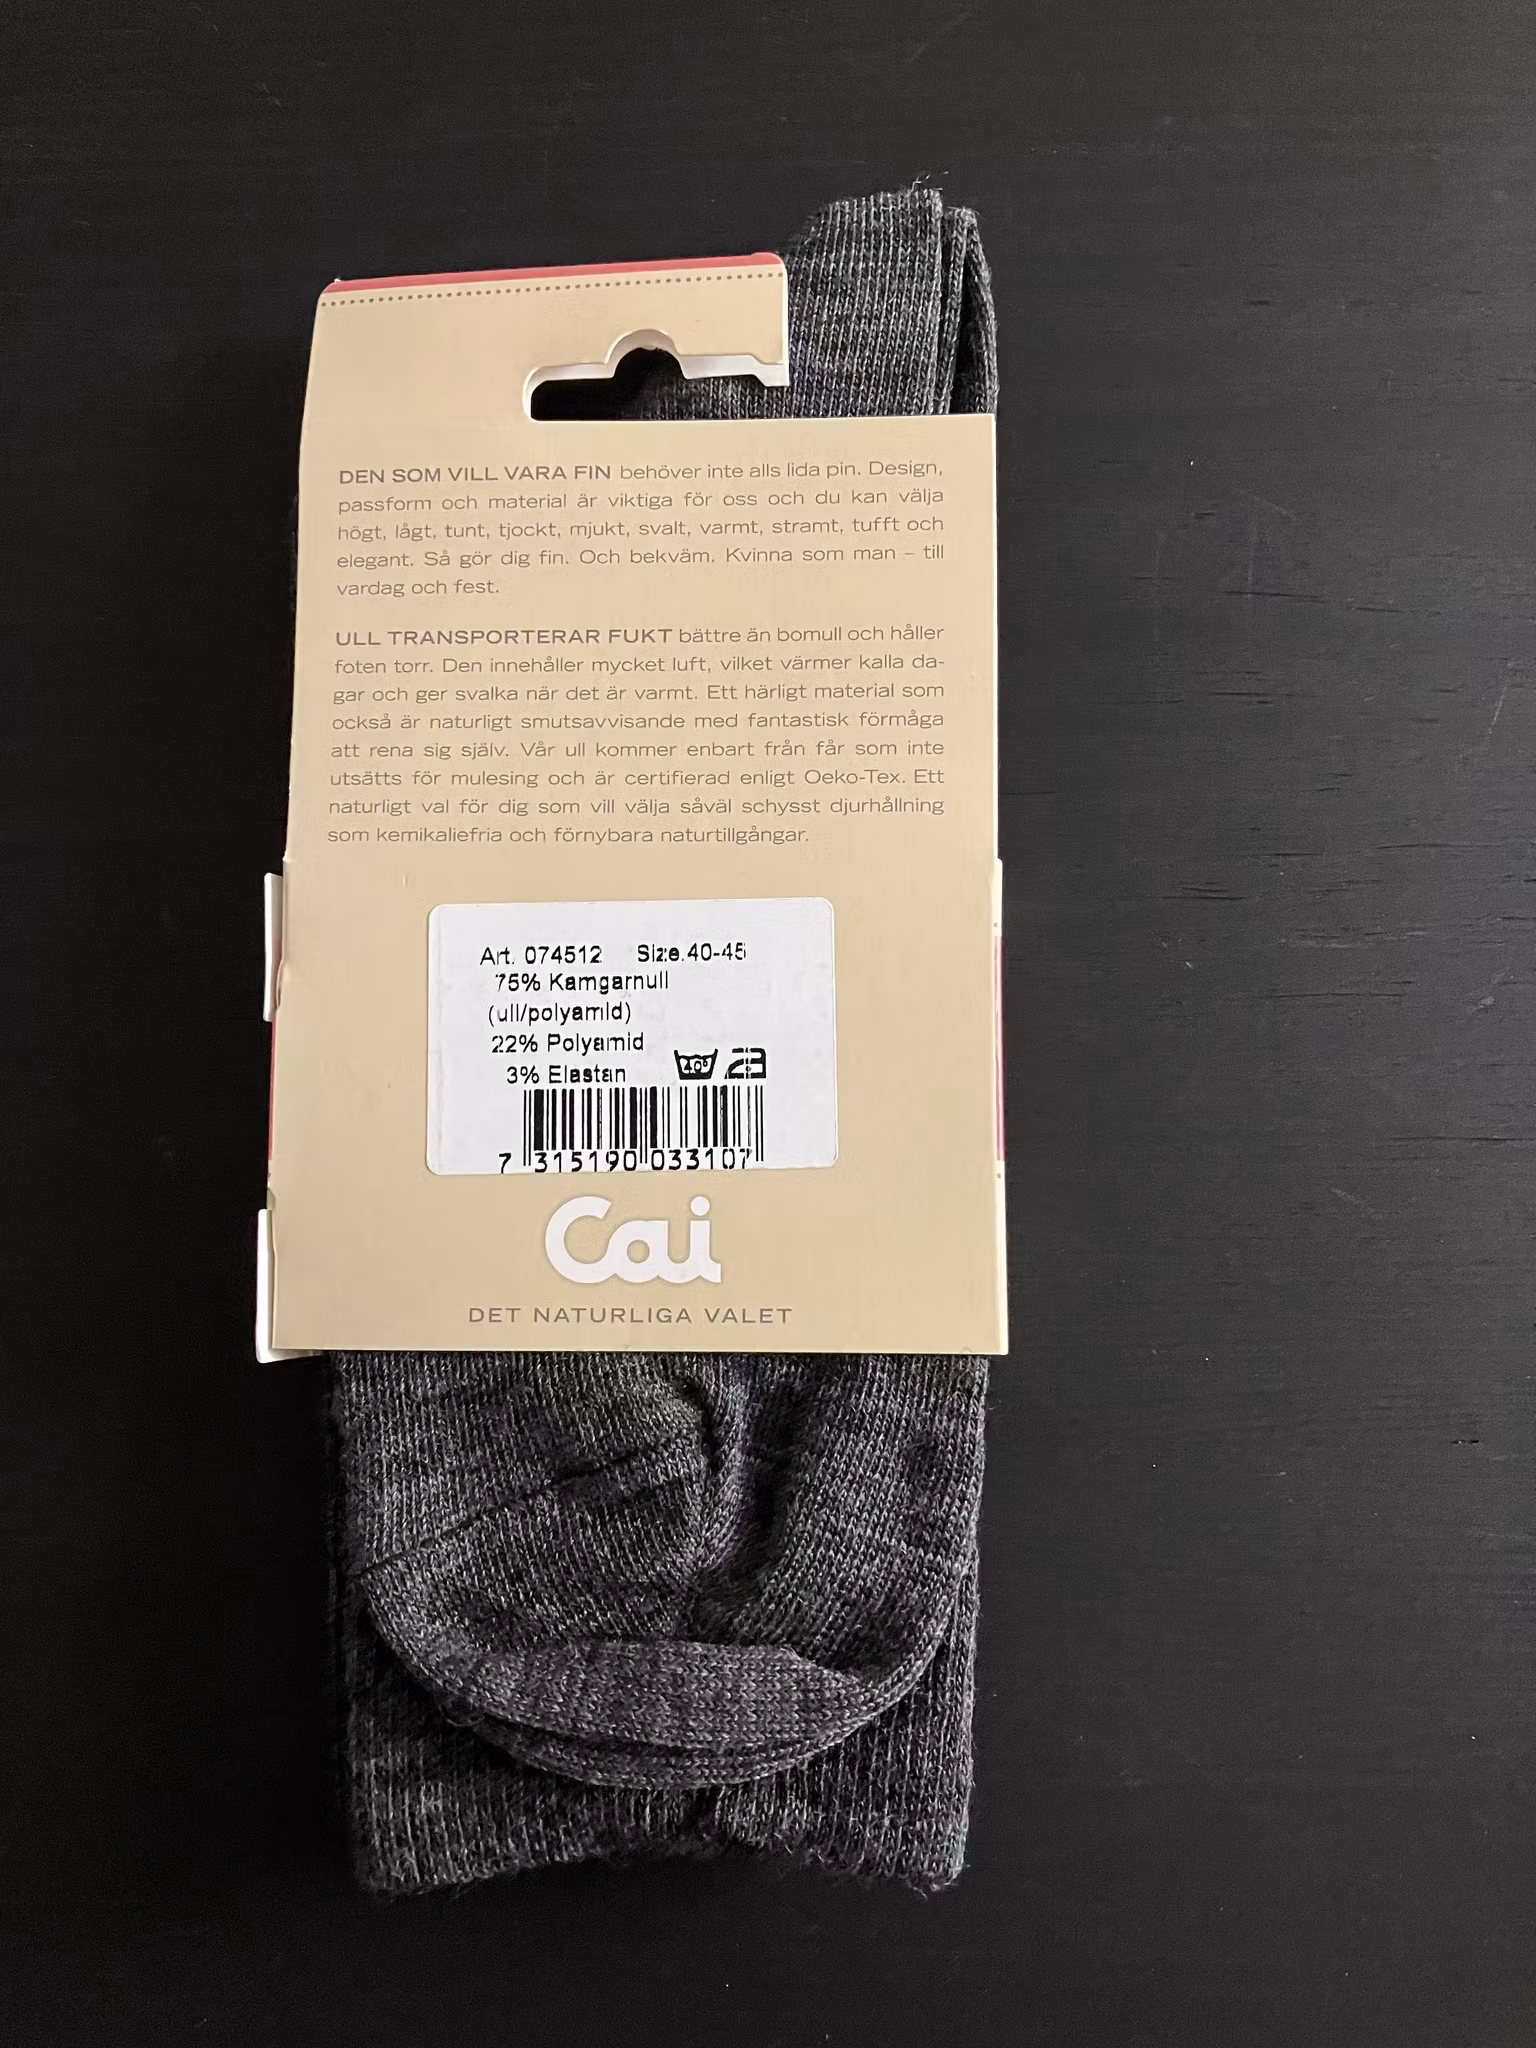 DEN SOM VILL VARA FIN behöver inte alls lida pin. Design,
passform och material är viktiga för oss och du kan välja
högt, lågt, tunt, tjockt, mjukt, svalt, varmt, stramt, tufft och
elegant. Så gör dig fin. Och bekväm. Kvinna som man – till
vardag och fest.
ULL TRANSPORTERAR FUKT bättre än bomull och håller
foten torr. Den innehåller mycket luft, vilket värmer kalla da-
gar och ger svalka när det är varmt. Ett härligt material som
också är naturligt smutsavvisande med fantastisk förmåga
att rena sig själv. Vår ull kommer enbart från får som inte
utsätts för mulesing och är certifierad enligt Oeko-Tex. Ett
naturligt val för dig som vill välja såväl schysst djurhållning
som kemikaliefria och förnybara naturtillgångar.
Art. 074512 Size.40-45
75% Kamgarnull
(ull/polyamid)
22% Polyamid
40°
3% Elastan
7 315190 033107
Cai
DET NATURLIGA VALET